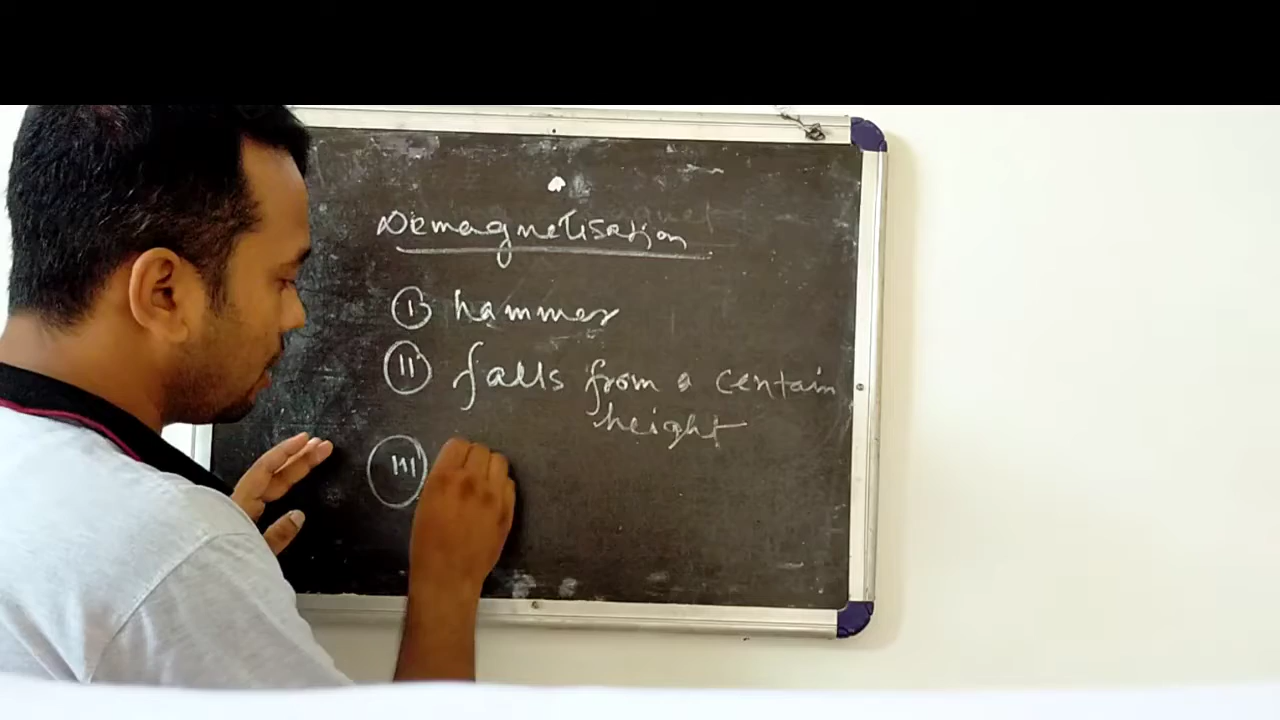 Demagnetisation
(I) hammer
(II) falls from a certain
height
(III)